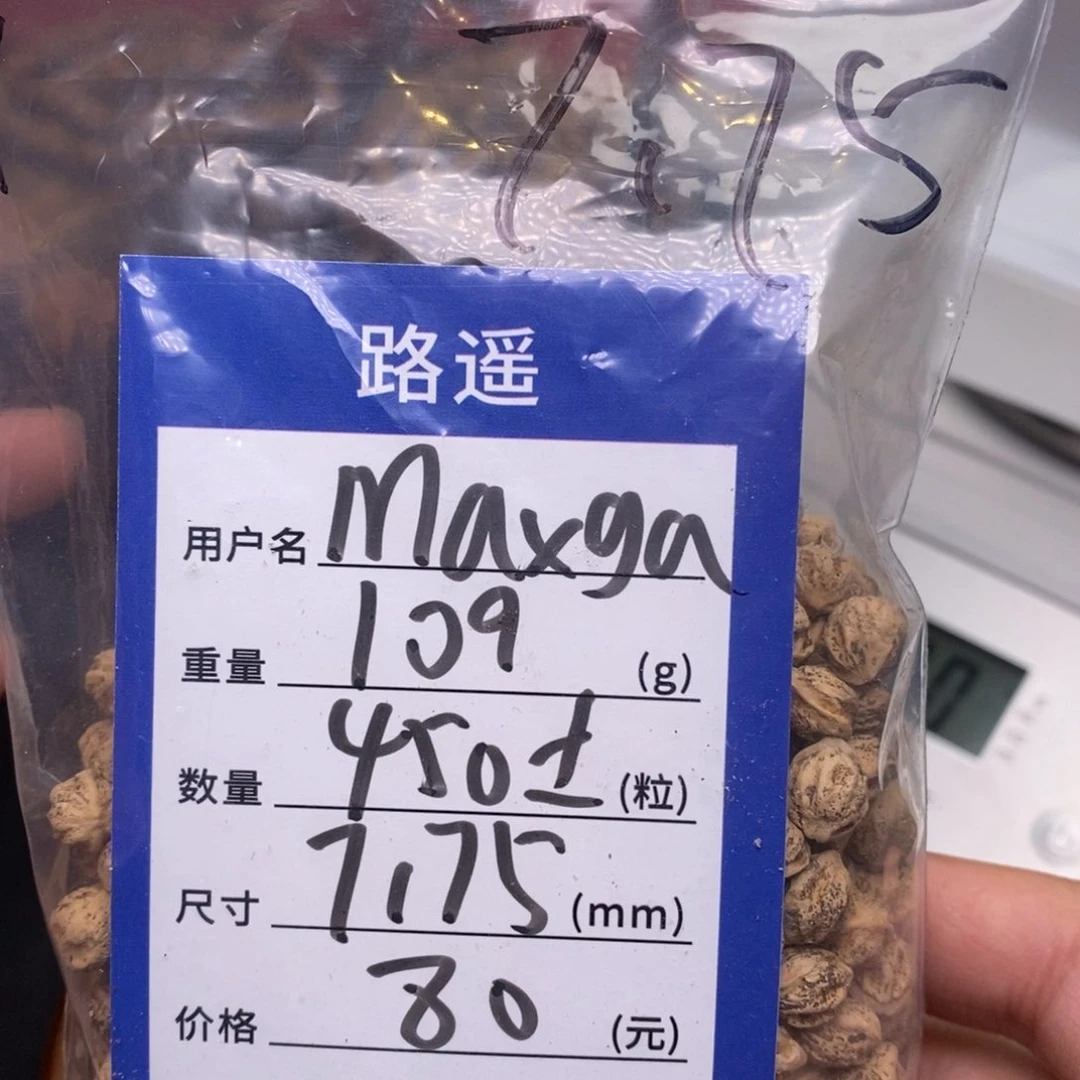 7.75
路遥
用户名 Maxga
重量 109 (g)
数量 450± (粒)
尺寸 7.75 (mm)
价格 80 (元)